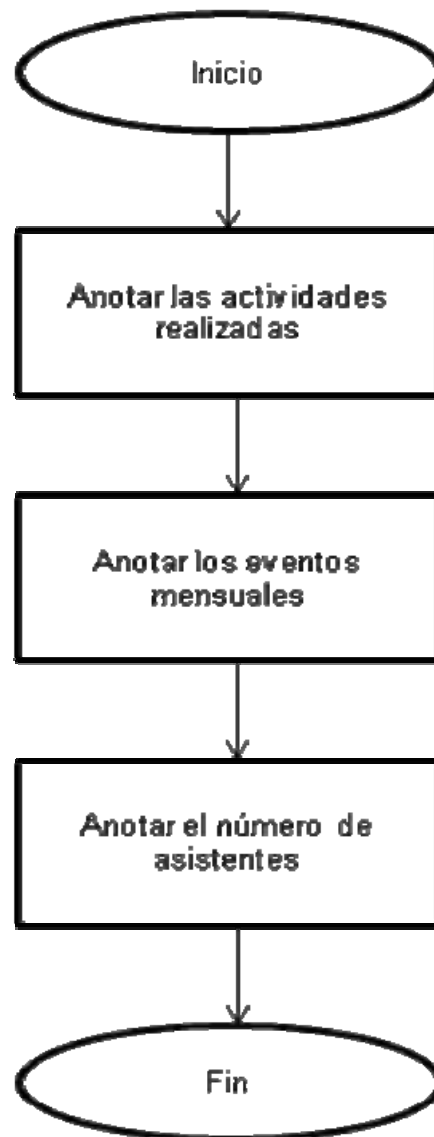 Inicio
Anotar las actividades
realizadas
Anotar los eventos
mensuales
Anotar el número de
asistentes
Fin